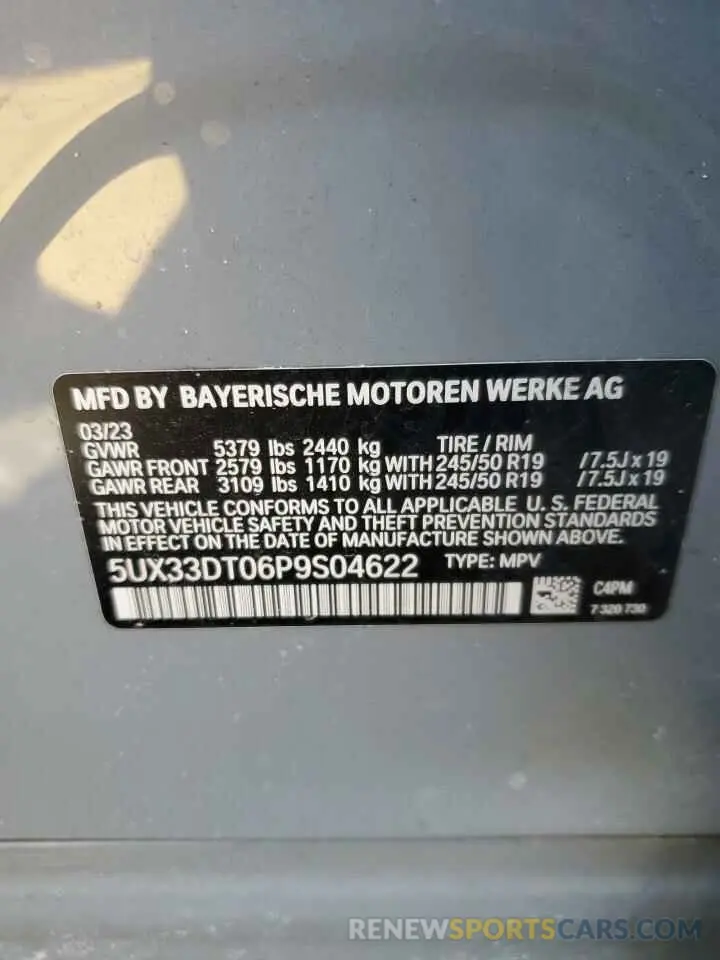 MFD BY BAYERISCHE MOTOREN WERKE AG
03/23
GVWR 5379 lbs 2440 kg TIRE / RIM
GAWR FRONT 2579 lbs 1170 kg WITH 245/50 R19 /7.5J x 19
GAWR REAR 3109 lbs 1410 kg WITH 245/50 R19 /7.5J x 19
THIS VEHICLE CONFORMS TO ALL APPLICABLE U. S. FEDERAL
MOTOR VEHICLE SAFETY AND THEFT PREVENTION STANDARDS
IN EFFECT ON THE DATE OF MANUFACTURE SHOWN ABOVE.
5UX33DT06P9S04622 TYPE: MPV
C4PM
7 320 730
RENEWSPORTSCARS.COM